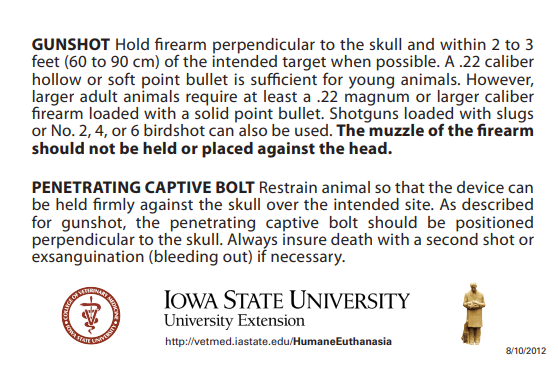 GUNSHOT Hold firearm perpendicular to the skull and within 2 to 3
feet (60 to 90 cm) of the intended target when possible. A .22 caliber
hollow or soft point bullet is sufficient for young animals. However,
larger adult animals require at least a .22 magnum or larger caliber
firearm loaded with a solid point bullet. Shotguns loaded with slugs
or No. 2, 4, or 6 birdshot can also be used. The muzzle of the firearm
should not be held or placed against the head.
PENETRATING CAPTIVE BOLT Restrain animal so that the device can
be held firmly against the skull over the intended site. As described
for gunshot, the penetrating captive bolt should be positioned
perpendicular to the skull. Always insure death with a second shot or
exsanguination (bleeding out) if necessary.
COLLEGE OF VETERINARY MEDICINE
IOWA STATE UNIVERSITY
IOWA STATE UNIVERSITY
University Extension
http://vetmed.iastate.edu/HumaneEuthanasia
8/10/2012